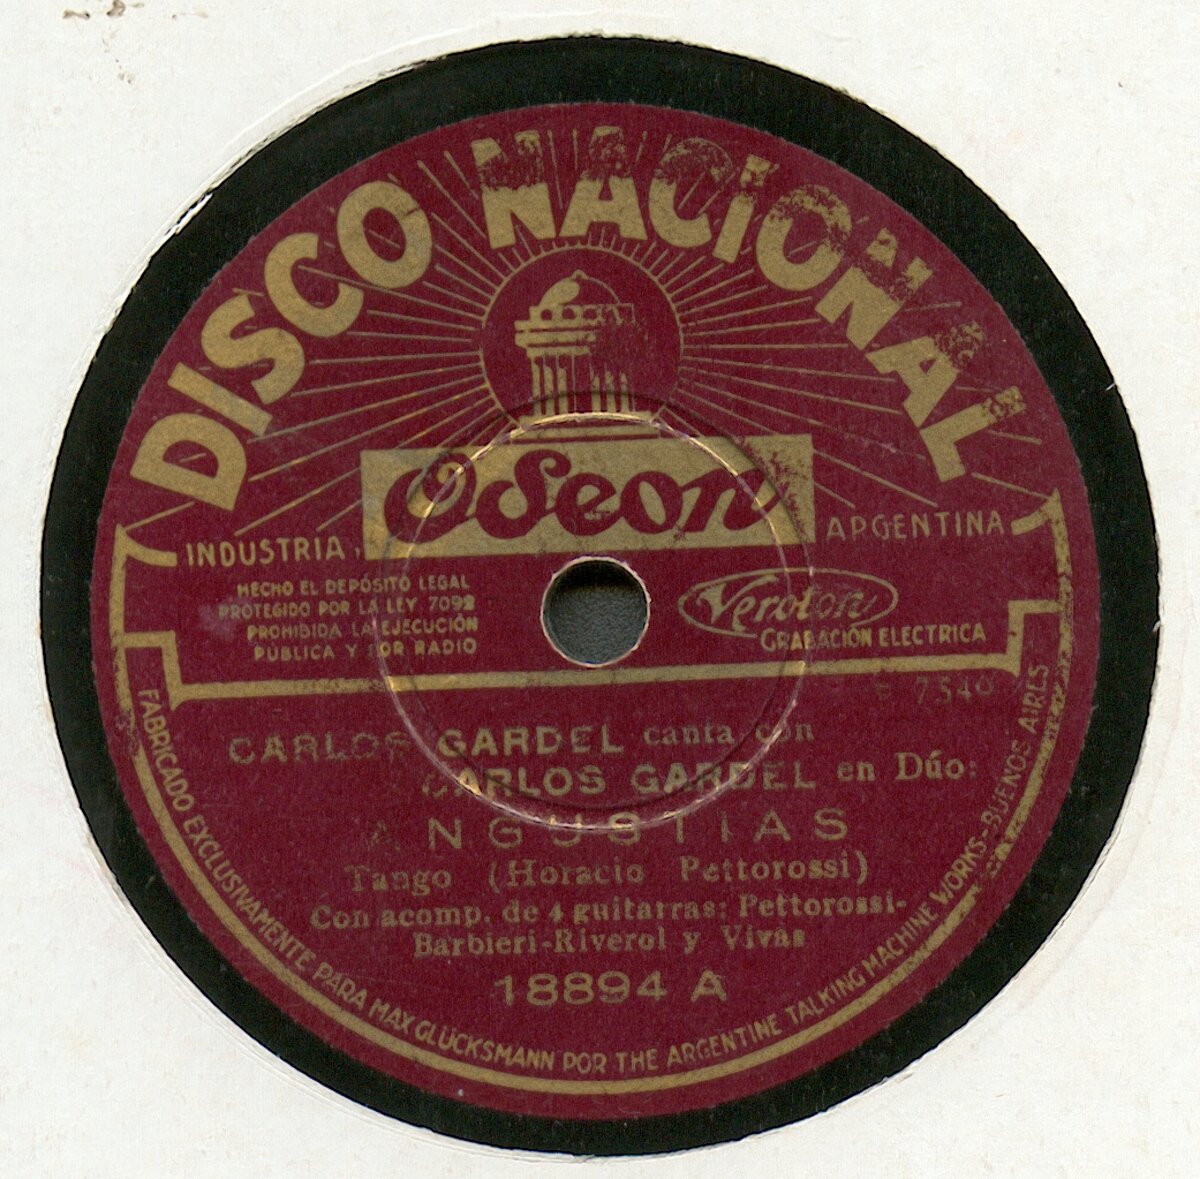 DISCO NACIONAL
Odeon
INDUSTRIA ARGENTINA
HECHO EL DEPÓSITO LEGAL
PROTEGIDO POR LA LEY 7092
PROHIBIDA LA EJECUCIÓN
PÚBLICA Y POR RADIO
Veroton
GRABACIÓN ELECTRICA
CARLOS GARDEL canta con
CARLOS GARDEL en Dúo:
ANGUSTIAS
Tango (Horacio Pettorossi)
Con acomp. de 4 guitarras: Pettorossi-
Barbieri-Riverol y Vivas
18894 A
FABRICADO EXCLUSIVAMENTE PARA MAX GLÜCKSMANN POR THE ARGENTINE TALKING MACHINE WORKS-BUENOS AIRES